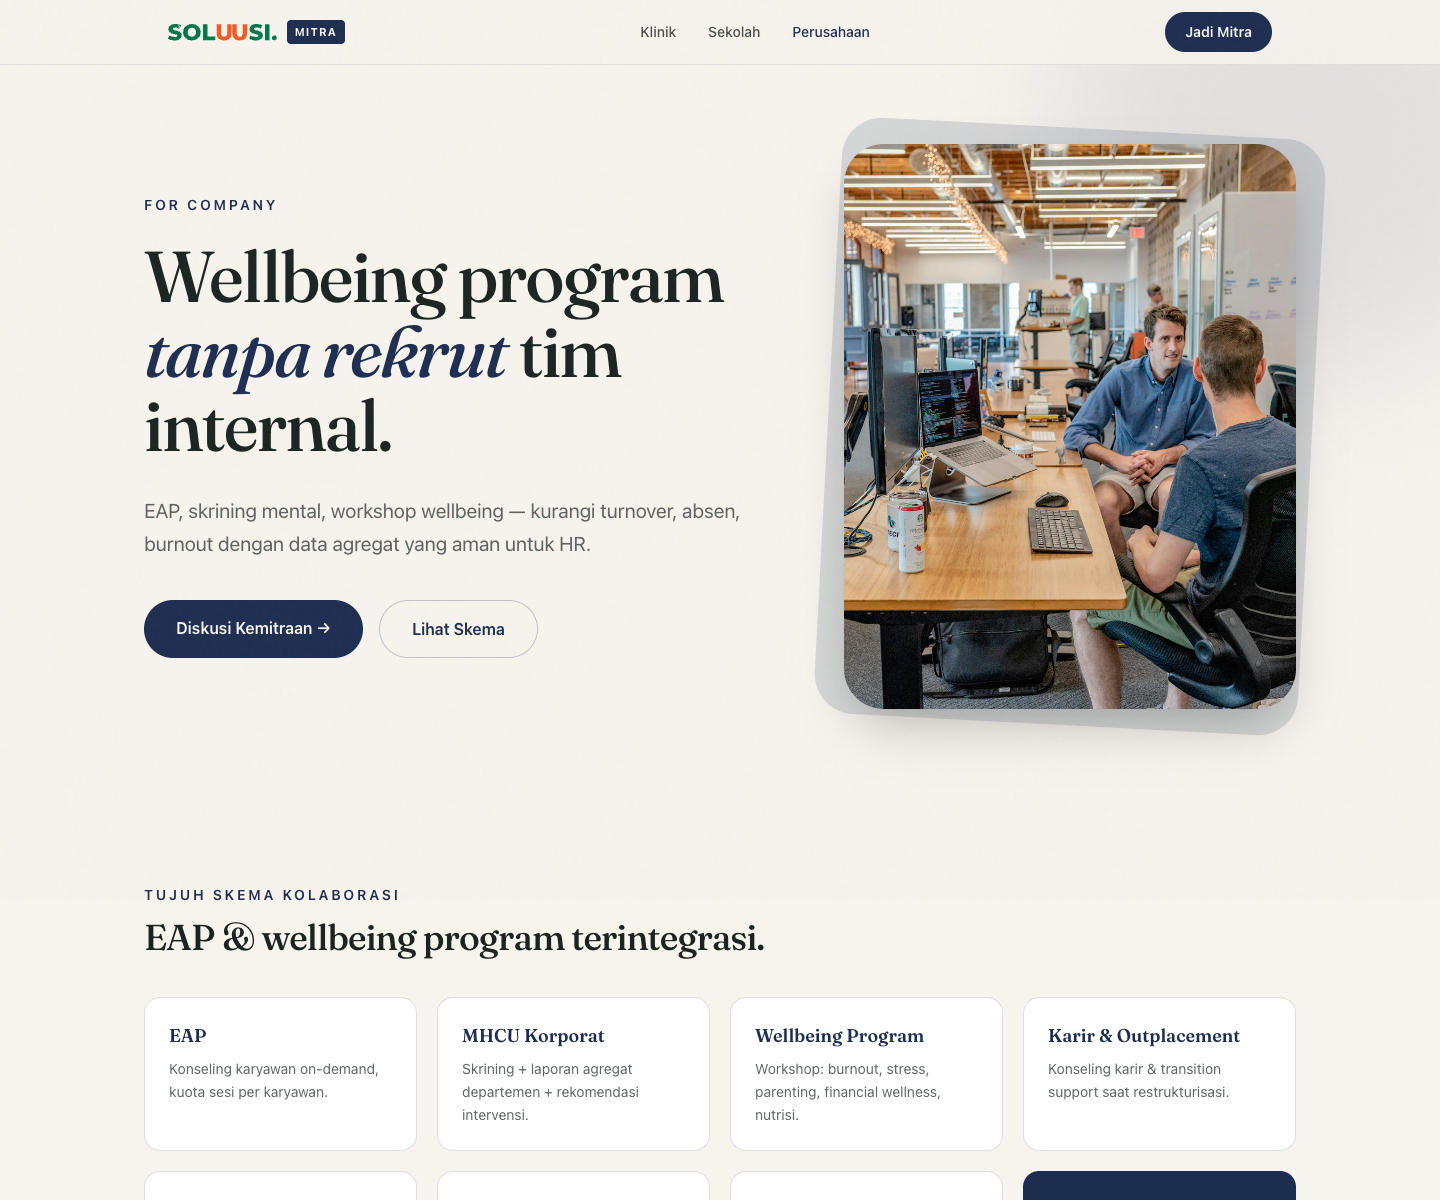 SOLUUSI. MITRA
Klinik Sekolah Perusahaan
Jadi Mitra
FOR COMPANY
Wellbeing program
tanpa rekrut tim
internal.
EAP, skrining mental, workshop wellbeing — kurangi turnover, absen,
burnout dengan data agregat yang aman untuk HR.
Diskusi Kemitraan →
Lihat Skema
TUJUH SKEMA KOLABORASI
EAP & wellbeing program terintegrasi.
EAP
Konseling karyawan on-demand,
kuota sesi per karyawan.
MHCU Korporat
Skrining + laporan agregat
departemen + rekomendasi
intervensi.
Wellbeing Program
Workshop: burnout, stress,
parenting, financial wellness,
nutrisi.
Karir & Outplacement
Konseling karir & transition
support saat restrukturisasi.